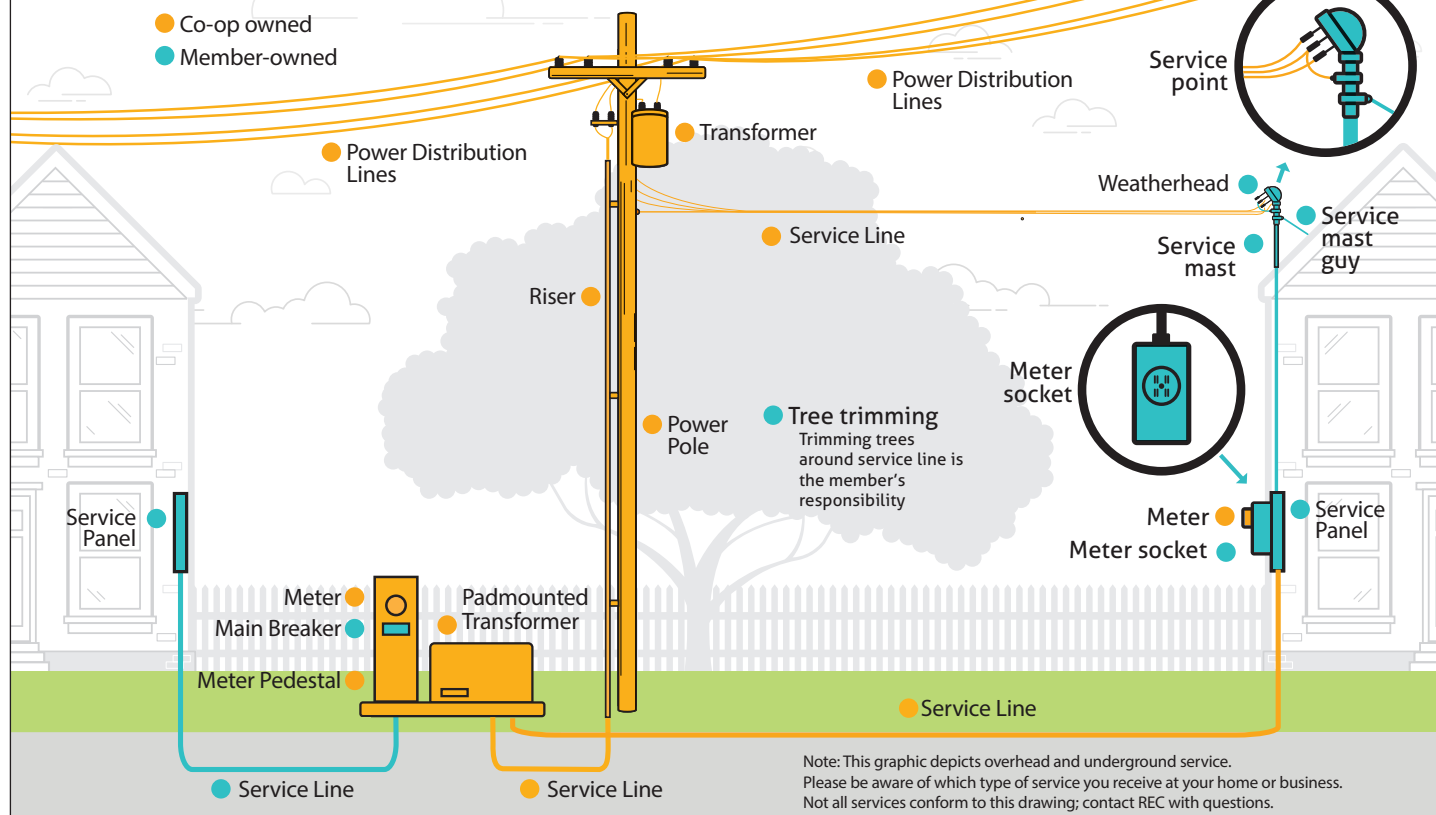 Co-op owned
Member-owned
Service
point
Power Distribution
Lines
Transformer
Power Distribution
Lines
Weatherhead
Service
mast
guy
Service Line
Service
mast
Riser
Meter
socket
Power
Pole
Tree trimming
Trimming trees
around service line is
the member's
responsibility
Service
Panel
Meter
Service
Panel
Meter socket
Meter
Main Breaker
Padmounted
Transformer
Meter Pedestal
Service Line
Service Line
Service Line
Note: This graphic depicts overhead and underground service.
Please be aware of which type of service you receive at your home or business.
Not all services conform to this drawing; contact REC with questions.